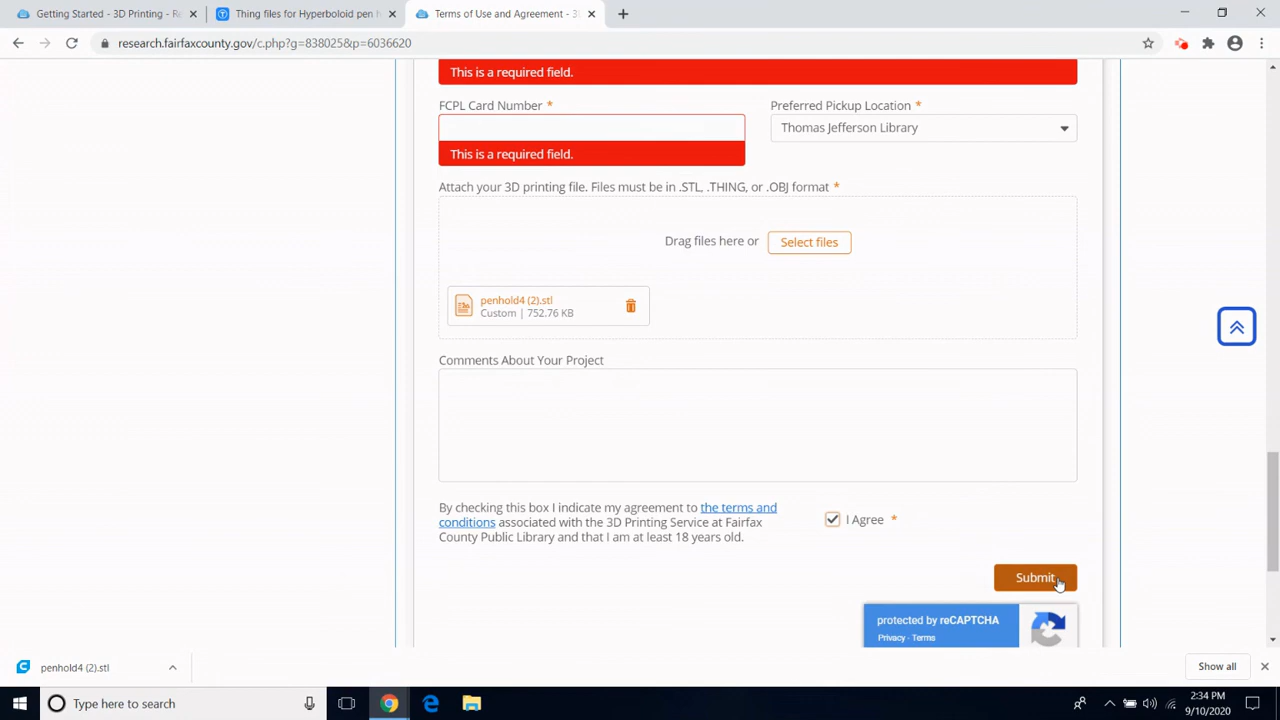 Getting Started - 3D Printing - Re
Thing files for Hyperboloid pen h
Terms of Use and Agreement - 3D
research.fairfaxcounty.gov/c.php?g=838025&p=6036620
This is a required field.
FCPL Card Number *
Preferred Pickup Location *
Thomas Jefferson Library
This is a required field.
Attach your 3D printing file. Files must be in .STL, .THING, or .OBJ format *
Drag files here or Select files
penhold4 (2).stl
Custom | 752.76 KB
Comments About Your Project
By checking this box I indicate my agreement to the terms and
conditions associated with the 3D Printing Service at Fairfax
County Public Library and that I am at least 18 years old.
I Agree *
Submit
protected by reCAPTCHA
Privacy - Terms
penhold4 (2).stl
Show all
Type here to search
2:34 PM
9/10/2020